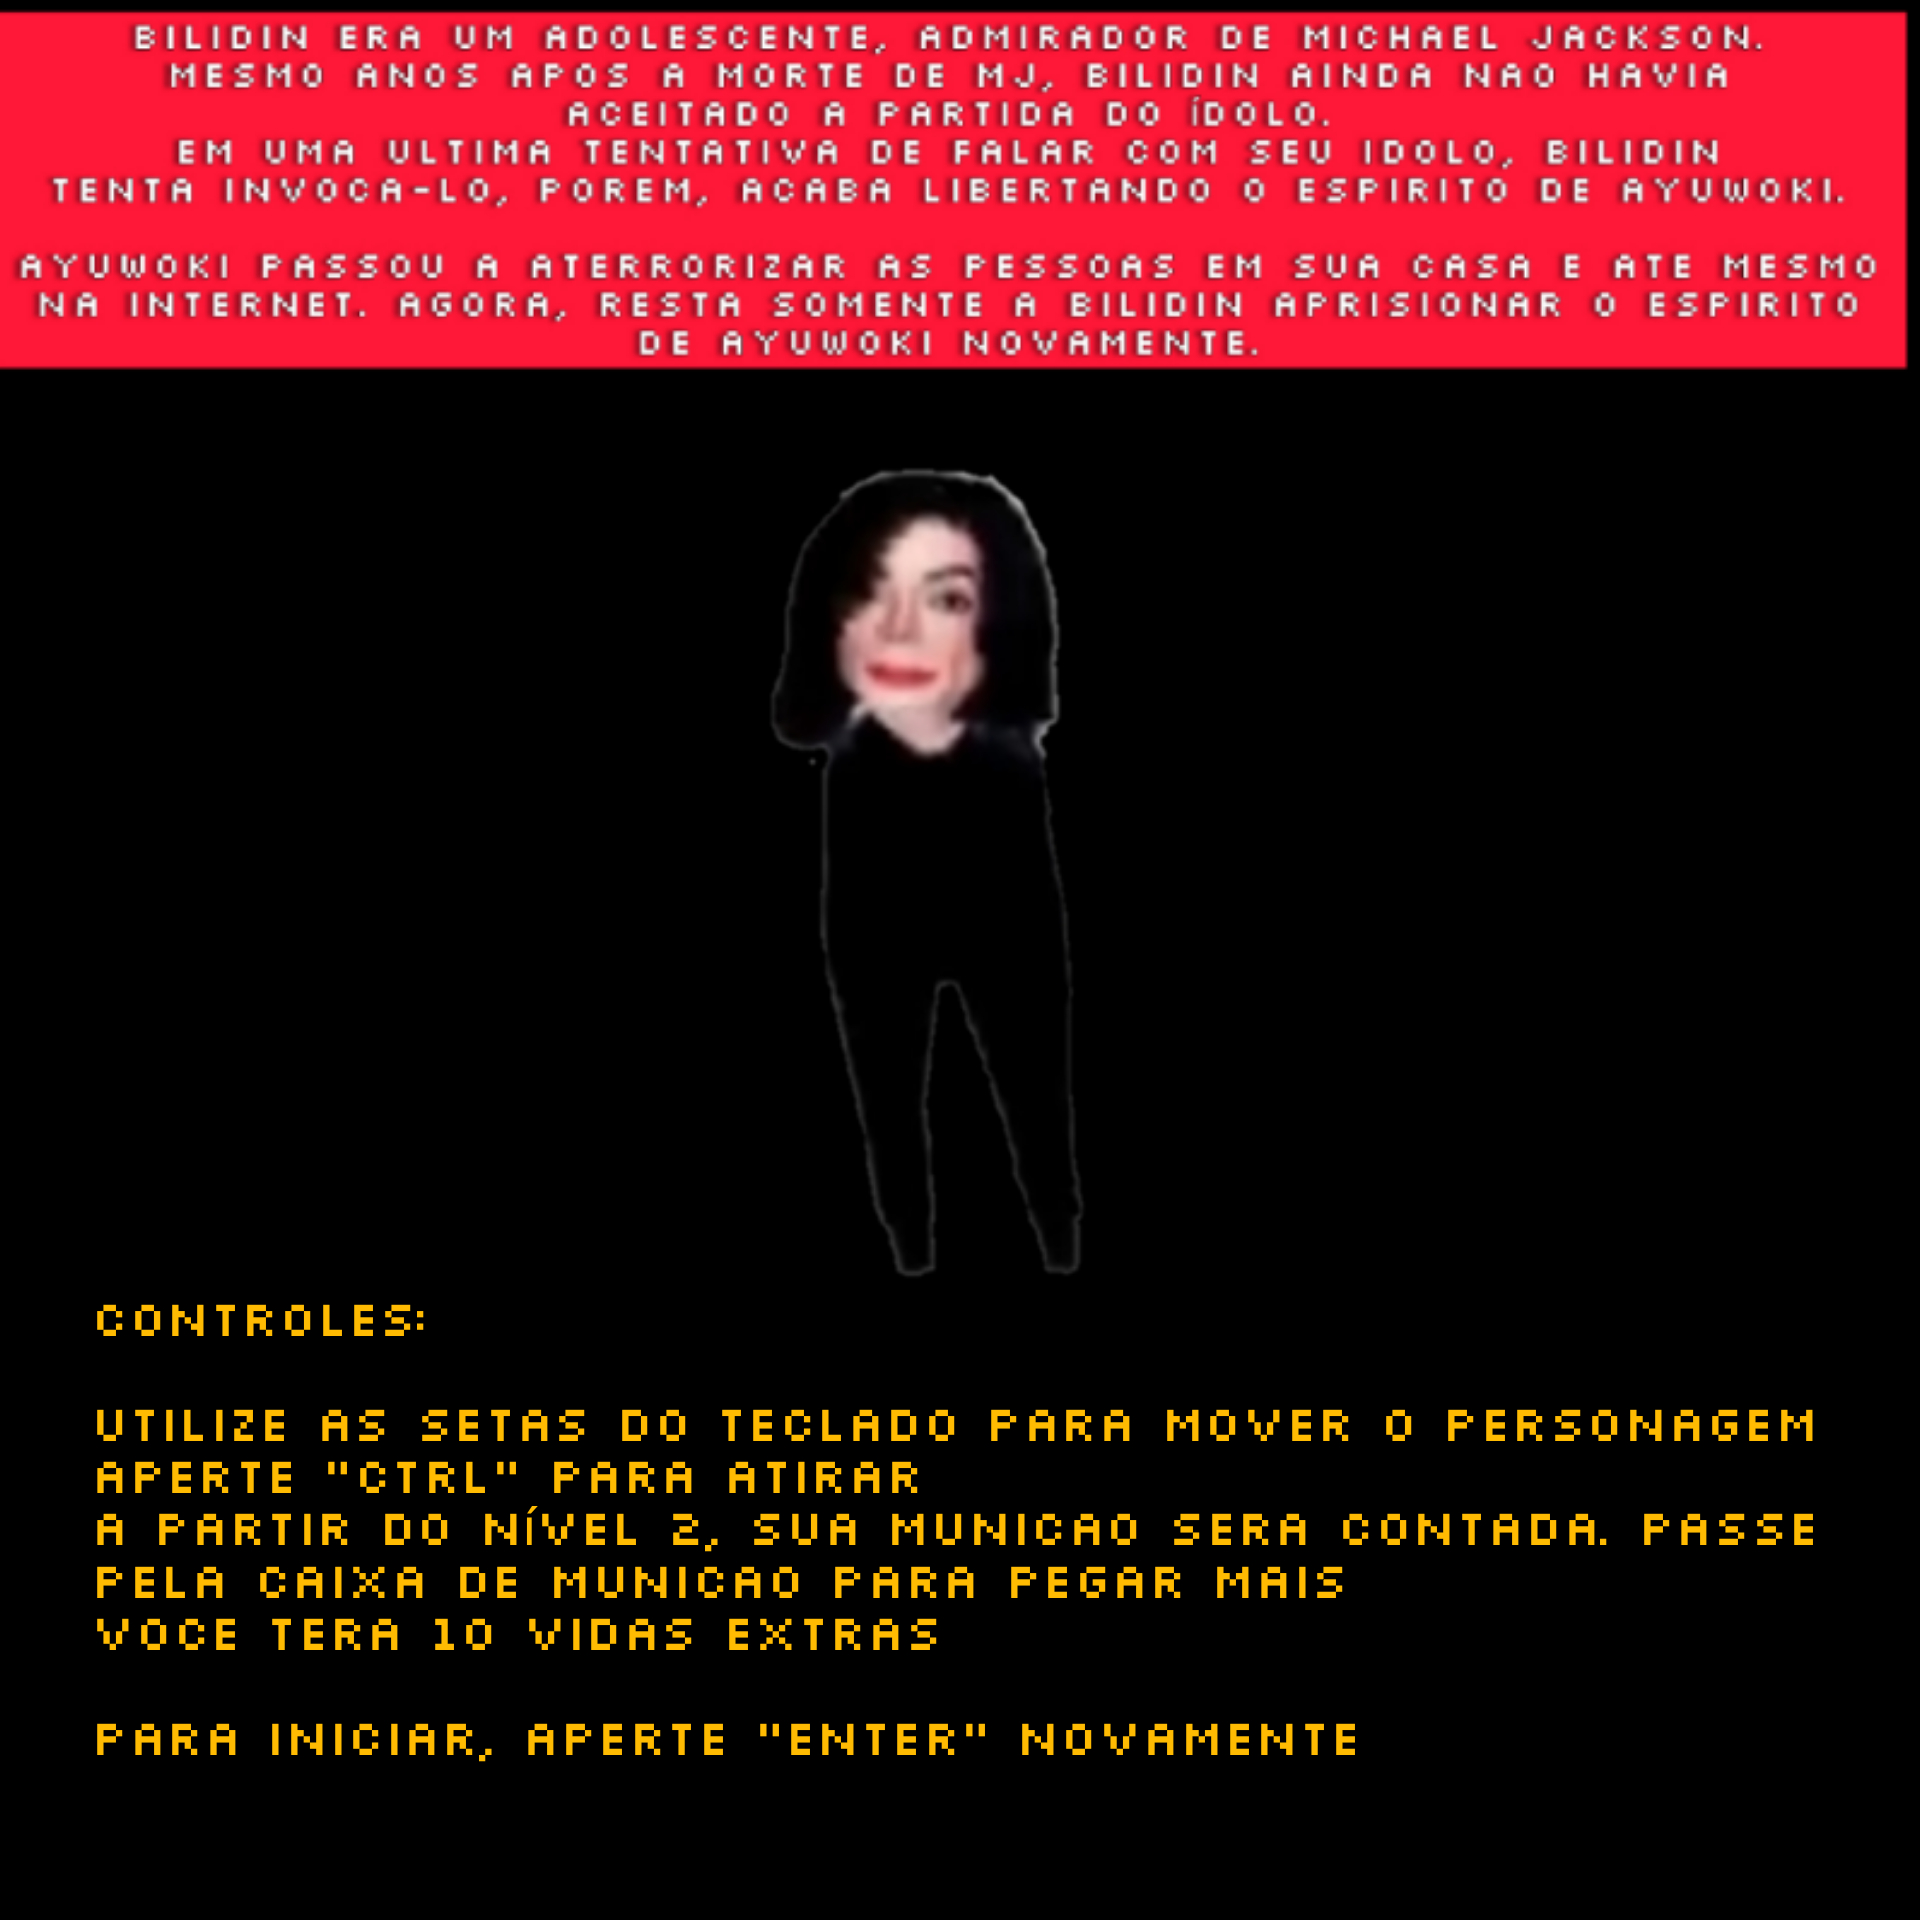 BILIDIN ERA UM ADOLESCENTE, ADMIRADOR DE MICHAEL JACKSON.
MESMO ANOS APOS A MORTE DE MJ, BILIDIN AINDA NAO HAVIA
ACEITADO A PARTIDA DO ÍDOLO.
EM UMA ULTIMA TENTATIVA DE FALAR COM SEU IDOLO, BILIDIN
TENTA INVOCA-LO, POREM, ACABA LIBERTANDO O ESPIRITO DE AYUWOKI.
AYUWOKI PASSOU A ATERRORIZAR AS PESSOAS EM SUA CASA E ATE MESMO
NA INTERNET. AGORA, RESTA SOMENTE A BILIDIN APRISIONAR O ESPIRITO
DE AYUWOKI NOVAMENTE.
CONTROLES:
UTILIZE AS SETAS DO TECLADO PARA MOVER O PERSONAGEM
APERTE "CTRL" PARA ATIRAR
A PARTIR DO NÍVEL 2, SUA MUNICAO SERA CONTADA. PASSE
PELA CAIXA DE MUNICAO PARA PEGAR MAIS
VOCE TERA 10 VIDAS EXTRAS
PARA INICIAR, APERTE "ENTER" NOVAMENTE